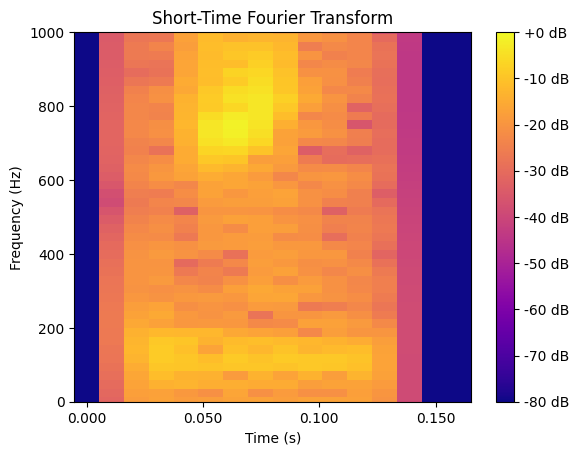 Short-Time Fourier Transform
1000
800
600
400
200
0
Frequency (Hz)
0.000
0.050
0.100
0.150
Time (s)
+0 dB
-10 dB
-20 dB
-30 dB
-40 dB
-50 dB
-60 dB
-70 dB
-80 dB